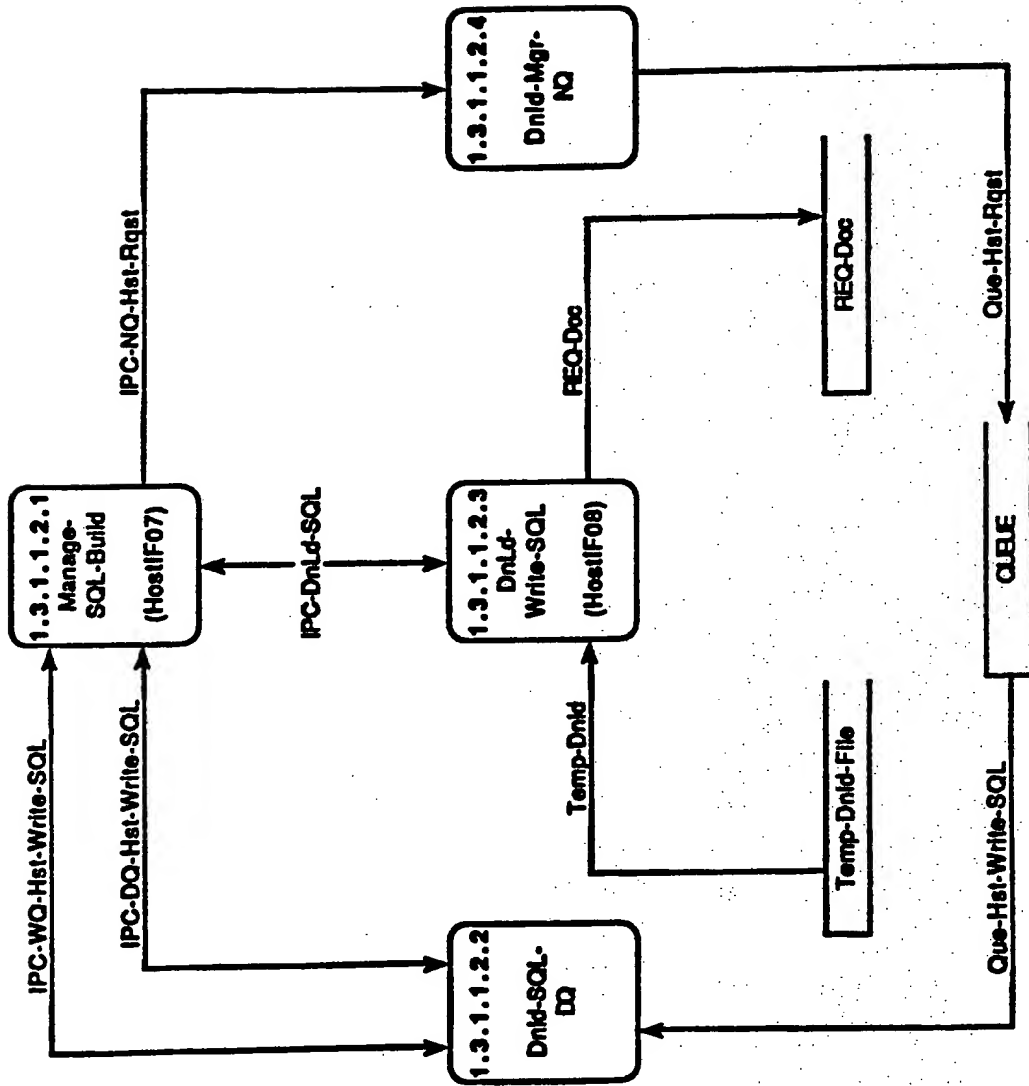 IPC-WQ-Hst-Write-SQL
IPC-DQ-Hst-Write-SQL
1.3.1.1.2.1
Manage-
SQL-Build
(HostIF07)
IPC-NQ-Hst-Rqst
IPC-DnLd-SQL
1.3.1.1.2.2
Dnld-SQL-
DQ
1.3.1.1.2.3
DnLd-
Write-SQL
(HostIF08)
1.3.1.1.2.4
Dnld-Mgr-
NQ
Temp-Dnld
REQ-Doc
Temp-Dnld-File
REQ-Doc
Que-Hst-Write-SQL
QUEUE
Que-Hst-Rqst